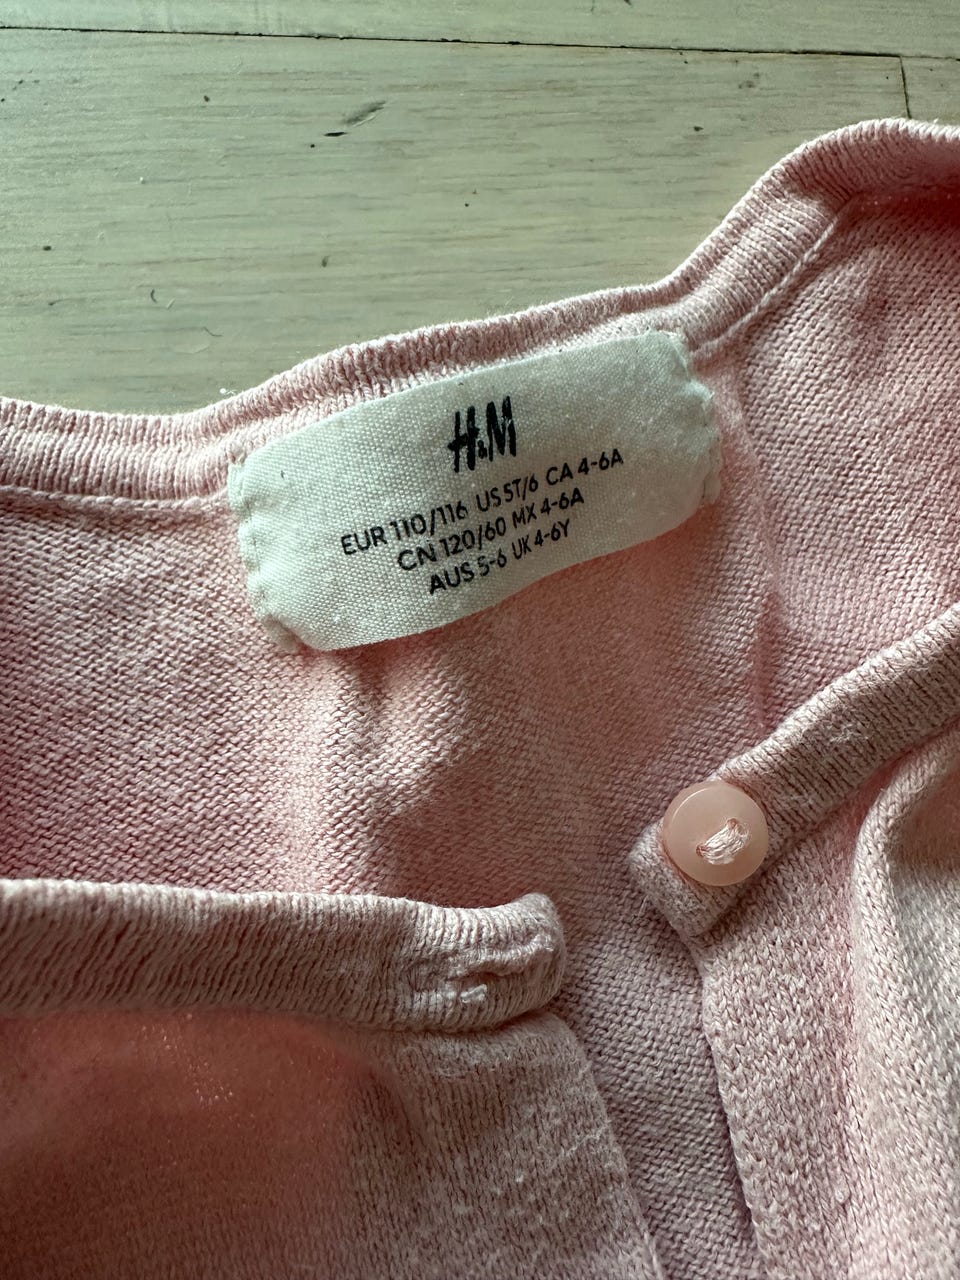 H&M
EUR 110/116 US 5T/6 CA 4-6A
CN 120/60 MX 4-6A
AUS 5-6 UK 4-6Y